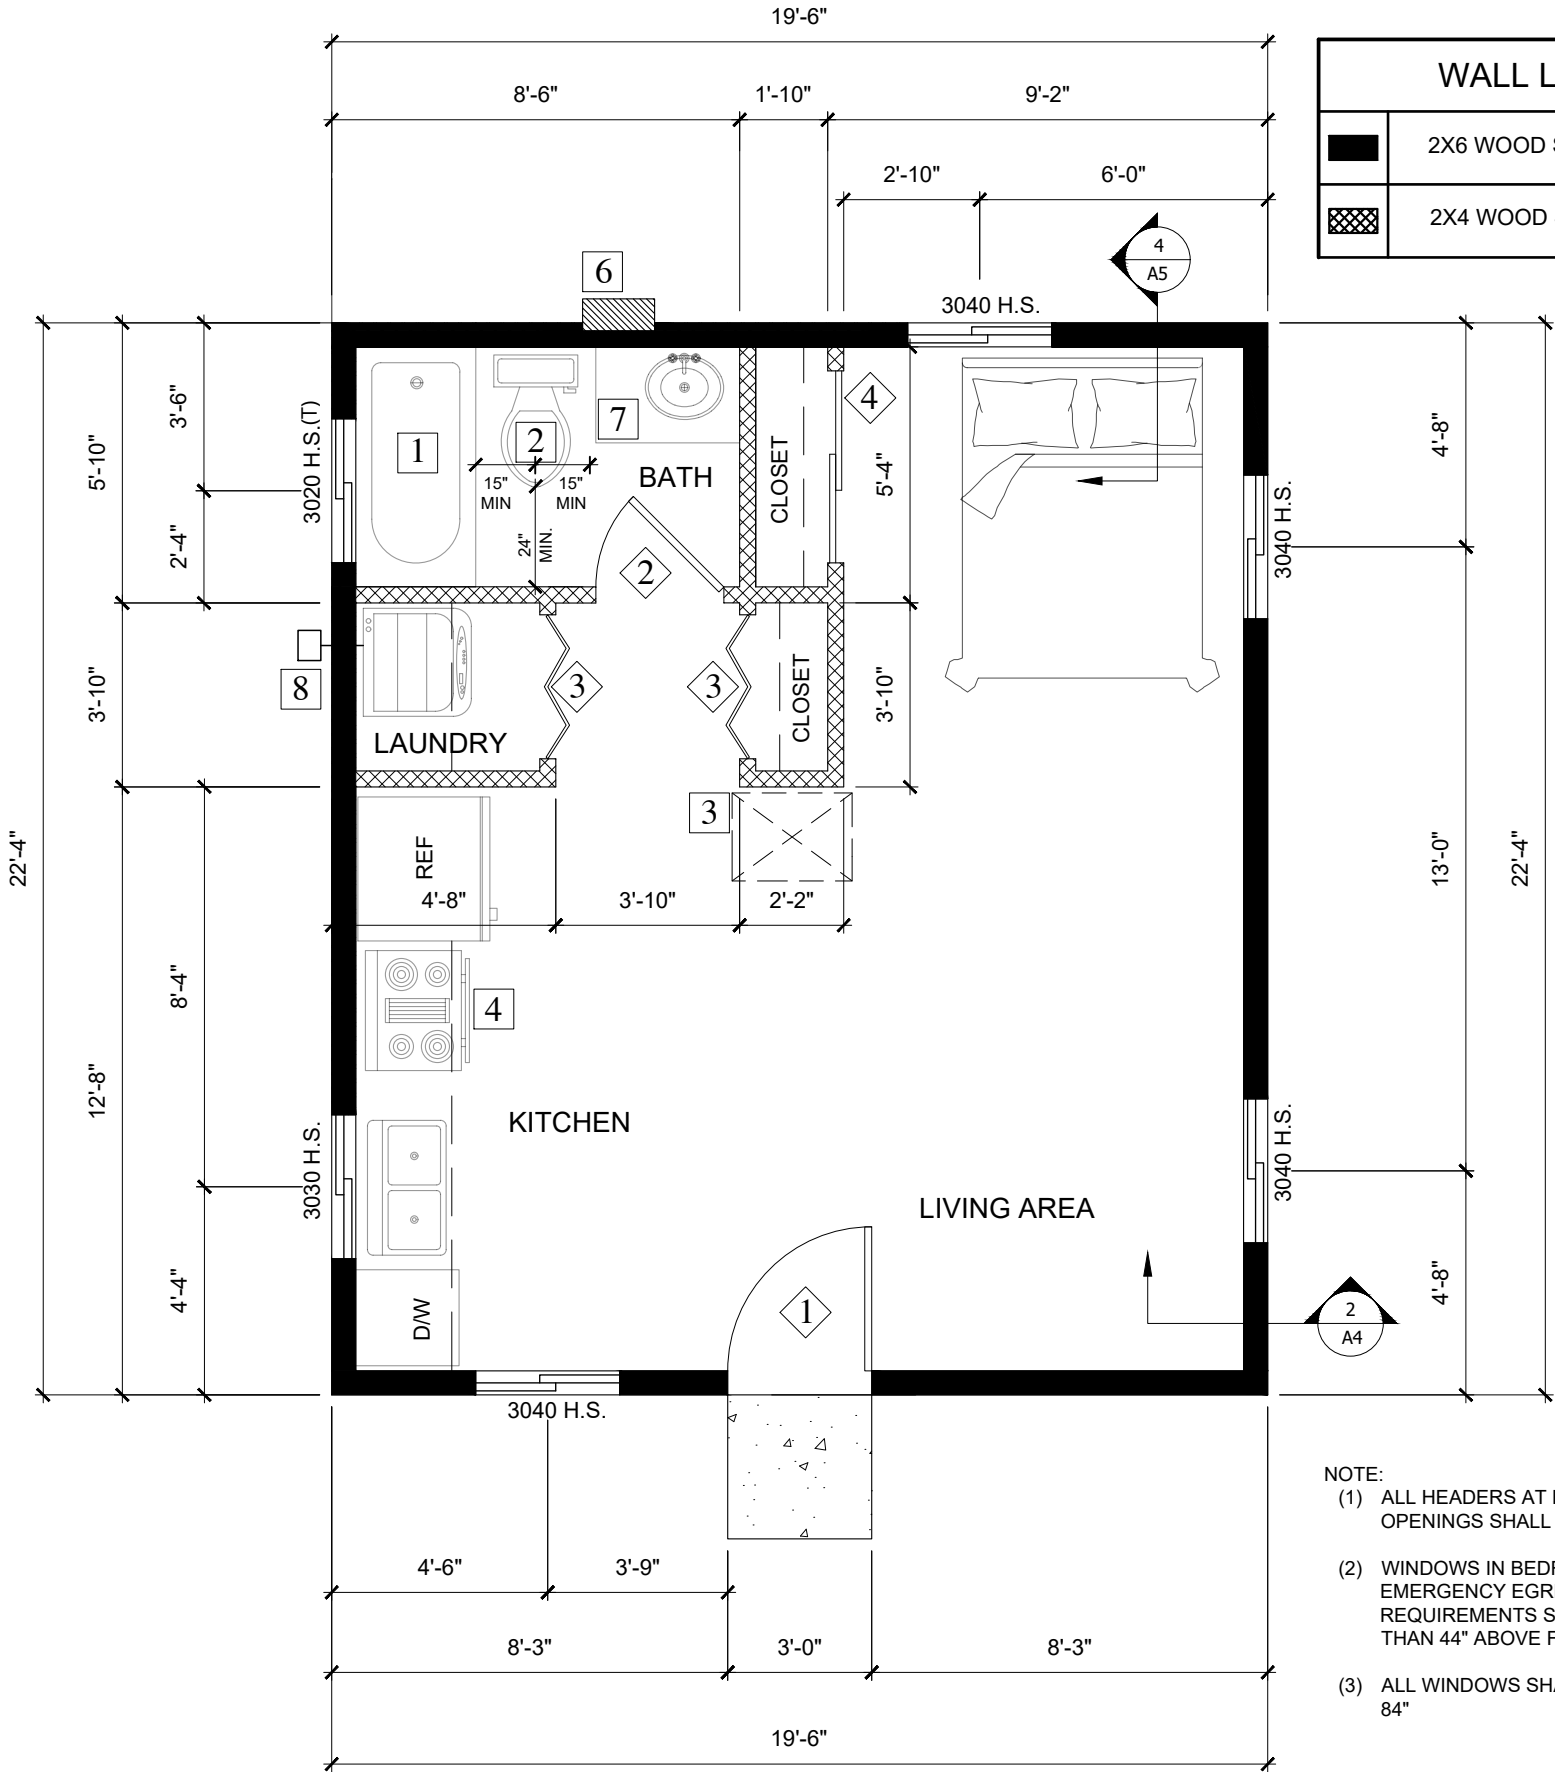 19'-6"
8'-6" 1'-10" 9'-2"
2'-10" 6'-0"
WALL L
2X6 WOOD S
2X4 WOOD
4
A5
6
3040 H.S.
3'-6"
5'-10"
2'-4"
3020 H.S.(T)
1
2
7
15"
MIN
15"
MIN
24"
MIN.
BATH
CLOSET
4
5'-4"
4'-8"
3040 H.S.
2
8
3'-10"
LAUNDRY
3
3
CLOSET
3'-10"
22'-4"
REF
3
4'-8" 3'-10" 2'-2"
13'-0"
22'-4"
8'-4"
4
12'-8"
KITCHEN
3030 H.S.
3040 H.S.
LIVING AREA
4'-4"
D/W
1
4'-8"
2
A4
3040 H.S.
4'-6" 3'-9"
8'-3" 3'-0" 8'-3"
19'-6"
NOTE:
(1) ALL HEADERS AT
OPENINGS SHALL
(2) WINDOWS IN BED
EMERGENCY EGR
REQUIREMENTS S
THAN 44" ABOVE F
(3) ALL WINDOWS SHA
84"